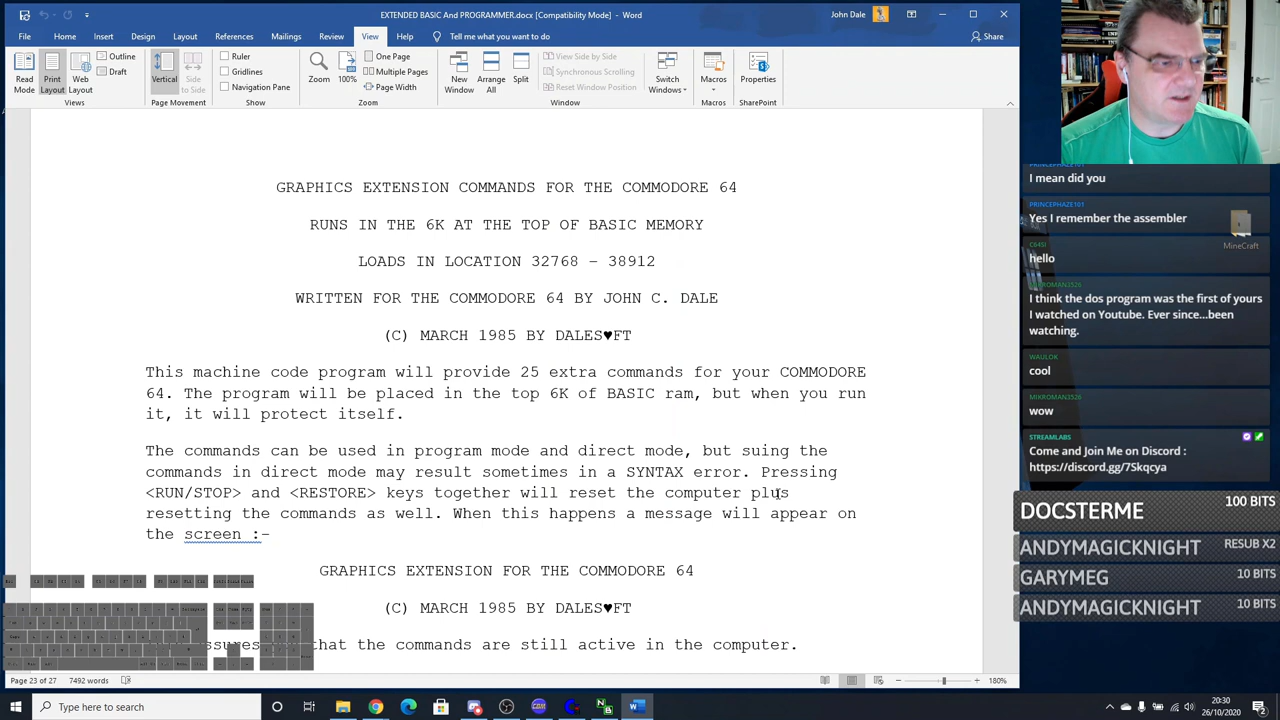 EXTENDED BASIC And PROGRAMMER.docx [Compatibility Mode] - Word
John Dale
File Home Insert Design Layout References Mailings Review View Help Tell me what you want to do
Share
Read Mode
Print Layout
Web Layout
Outline
Draft
Views
Vertical
Side to Side
Page Movement
Ruler
Gridlines
Navigation Pane
Show
Zoom
100%
One Page
Multiple Pages
Page Width
Zoom
New Window
Arrange All
Split
View Side by Side
Synchronous Scrolling
Reset Window Position
Window
Switch Windows
Macros
Macros
Properties
SharePoint
GRAPHICS EXTENSION COMMANDS FOR THE COMMODORE 64
RUNS IN THE 6K AT THE TOP OF BASIC MEMORY
LOADS IN LOCATION 32768 – 38912
WRITTEN FOR THE COMMODORE 64 BY JOHN C. DALE
(C) MARCH 1985 BY DALES♥FT
This machine code program will provide 25 extra commands for your COMMODORE
64. The program will be placed in the top 6K of BASIC ram, but when you run
it, it will protect itself.
The commands can be used in program mode and direct mode, but suing the
commands in direct mode may result sometimes in a SYNTAX error. Pressing
<RUN/STOP> and <RESTORE> keys together will reset the computer plus
resetting the commands as well. When this happens a message will appear on
the screen :-
GRAPHICS EXTENSION FOR THE COMMODORE 64
(C) MARCH 1985 BY DALES♥FT
that the commands are still active in the computer.
Page 23 of 27 7492 words
180%
PRINCEPHAZE101
I mean did you
PRINCEPHAZE101
Yes I remember the assembler
MineCraft
C64SI
hello
MIKROMAN3526
I think the dos program was the first of yours
I watched on Youtube. Ever since...been
watching.
WAULOK
cool
MIKROMAN3526
wow
STREAMLABS
Come and Join Me on Discord :
https://discord.gg/7Skqcya
DOCSTERME 100 BITS
ANDYMAGICKNIGHT RESUB X2
GARYMEG 10 BITS
ANDYMAGICKNIGHT 10 BITS
Type here to search
20:30
26/10/2020